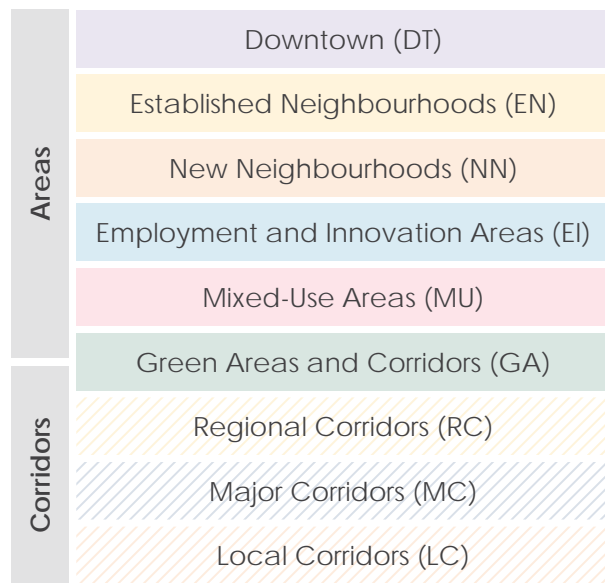 Areas
Downtown (DT)
Established Neighbourhoods (EN)
New Neighbourhoods (NN)
Employment and Innovation Areas (EI)
Mixed-Use Areas (MU)
Green Areas and Corridors (GA)
Corridors
Regional Corridors (RC)
Major Corridors (MC)
Local Corridors (LC)